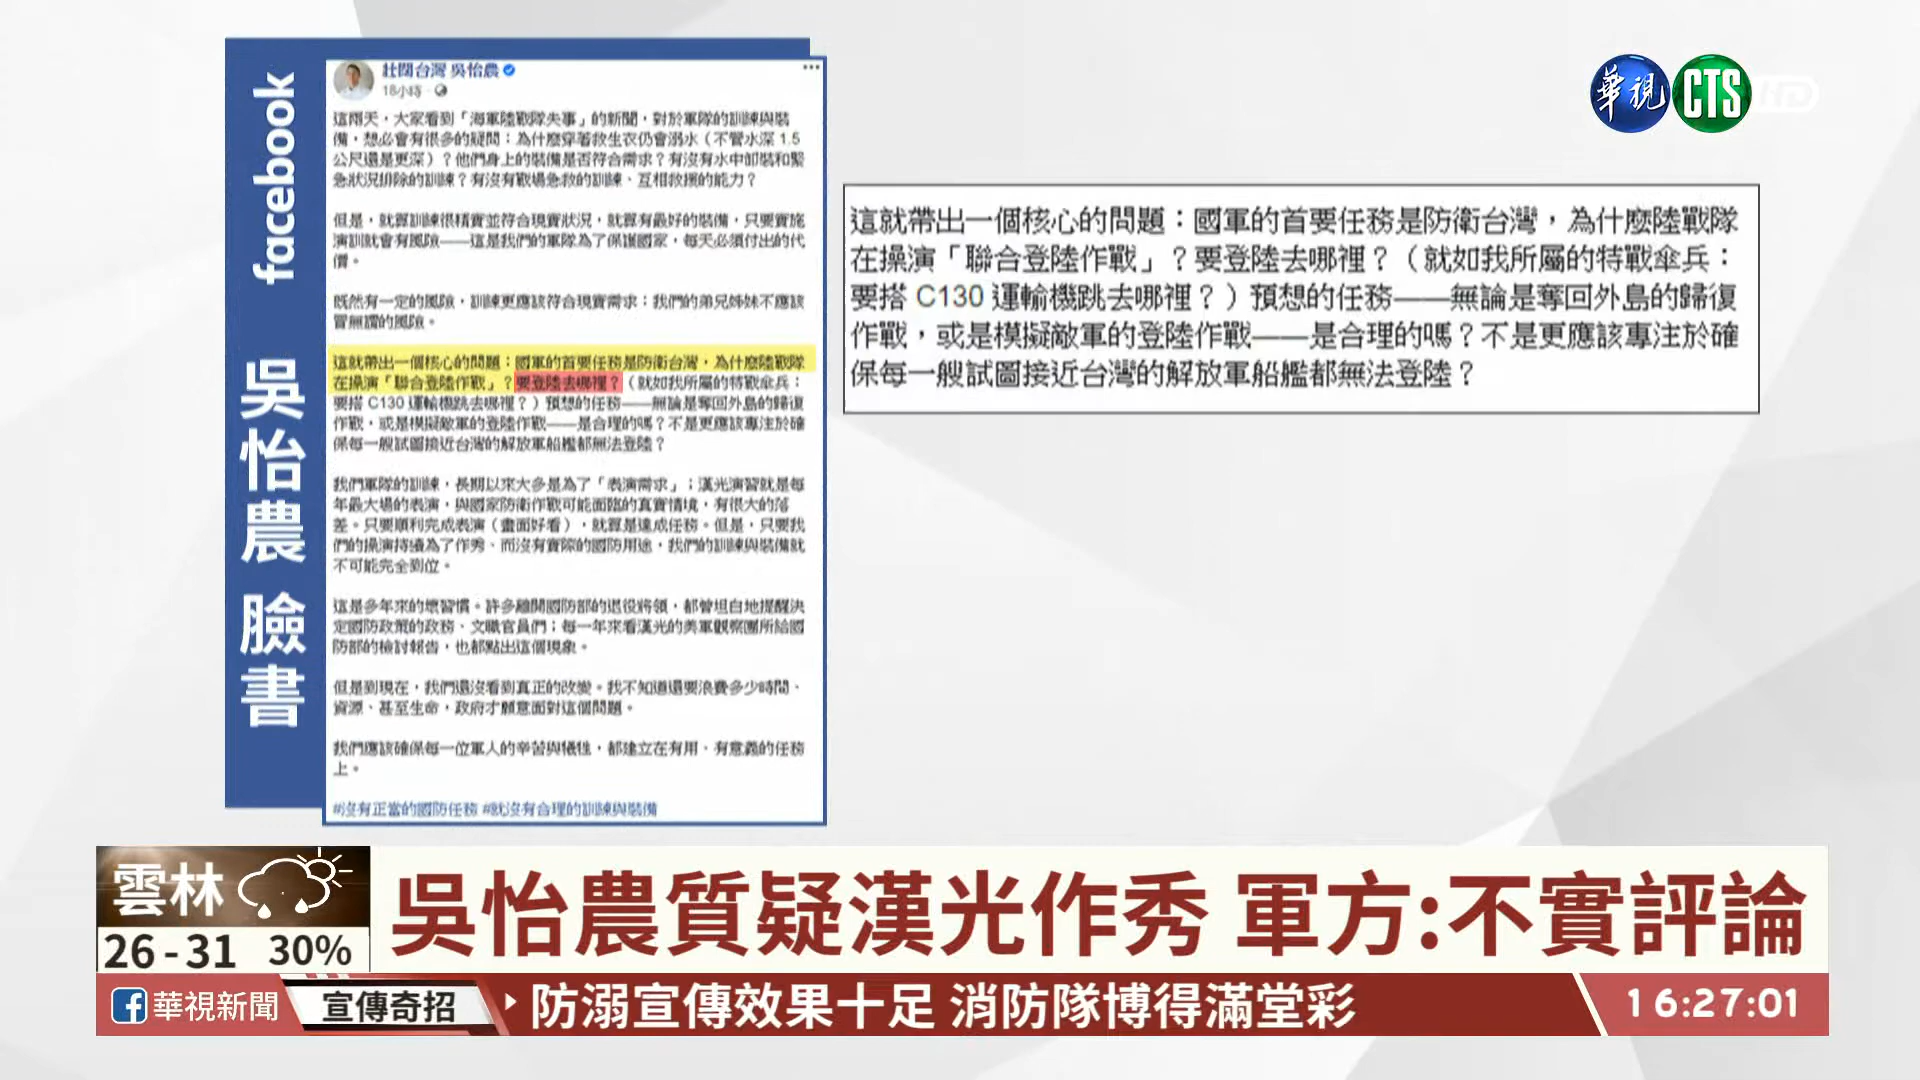 華視 CTS HD
facebook 吳怡農 臉書
壯闊台灣 吳怡農
18小時
這兩天，大家看到「海軍陸戰隊失事」的新聞，對於軍隊的訓練與裝
備，想必會有很多的疑問：為什麼穿著救生衣仍會溺水（不管水深 1.5
公尺還是更深）？他們身上的裝備是否符合需求？有沒有水中卸裝和緊
急狀況排除的訓練？有沒有戰場急救的訓練、互相救援的能力？
但是，就算訓練很精實並符合現實狀況，就算有最好的裝備，只要實施
演訓就會有風險——這是我們的軍隊為了保護國家，每天必須付出的代
價。
既然有一定的風險，訓練更應該符合現實需求：我們的弟兄姊妹不應該
冒無謂的風險。
這就帶出一個核心的問題：國軍的首要任務是防衛台灣，為什麼陸戰隊
在操演「聯合登陸作戰」？要登陸去哪裡？（就如我所屬的特戰傘兵：
要搭 C130 運輸機跳去哪裡？）預想的任務——無論是奪回外島的歸復
作戰，或是模擬敵軍的登陸作戰——是合理的嗎？不是更應該專注於確
保每一艘試圖接近台灣的解放軍船艦都無法登陸？
我們軍隊的訓練，長期以來大多是為了「表演需求」；漢光演習就是每
年最大場的表演，與國家防衛作戰可能面臨的真實情境，有很大的落
差。只要順利完成表演（畫面好看），就算是達成任務。但是，只要我
們的操演持續為了作秀、而沒有實際的國防用途，我們的訓練與裝備就
不可能完全到位。
這是多年來的壞習慣。許多離開國防部的退役將領，都曾坦白地提醒決
定國防政策的政務、文職官員們；每一年來看漢光的美軍觀察團所給國
防部的檢討報告，也都點出這個現象。
但是到現在，我們還沒看到真正的改變。我不知道還要浪費多少時間、
資源、甚至生命，政府才願意面對這個問題。
我們應該確保每一位軍人的辛苦與犧牲，都建立在有用、有意義的任務
上。
#沒有正當的國防任務 #就沒有合理的訓練與裝備
這就帶出一個核心的問題：國軍的首要任務是防衛台灣，為什麼陸戰隊
在操演「聯合登陸作戰」？要登陸去哪裡？（就如我所屬的特戰傘兵：
要搭 C130 運輸機跳去哪裡？）預想的任務——無論是奪回外島的歸復
作戰，或是模擬敵軍的登陸作戰——是合理的嗎？不是更應該專注於確
保每一艘試圖接近台灣的解放軍船艦都無法登陸？
雲林
26-31 30%
吳怡農質疑漢光作秀 軍方:不實評論
華視新聞 宣傳奇招 防溺宣傳效果十足 消防隊博得滿堂彩 16:27:01